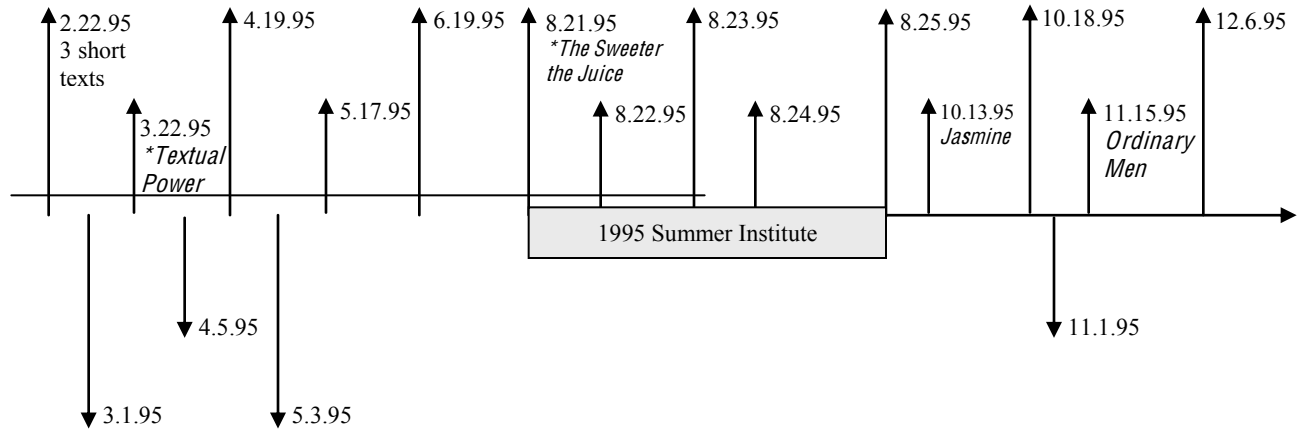 2.22.95
3 short
texts
3.22.95
*Textual
Power
4.19.95
5.17.95
6.19.95
8.21.95
*The Sweeter
the Juice
8.22.95
8.23.95
8.24.95
8.25.95
10.13.95
Jasmine
10.18.95
11.15.95
Ordinary
Men
12.6.95
1995 Summer Institute
3.1.95
4.5.95
5.3.95
11.1.95